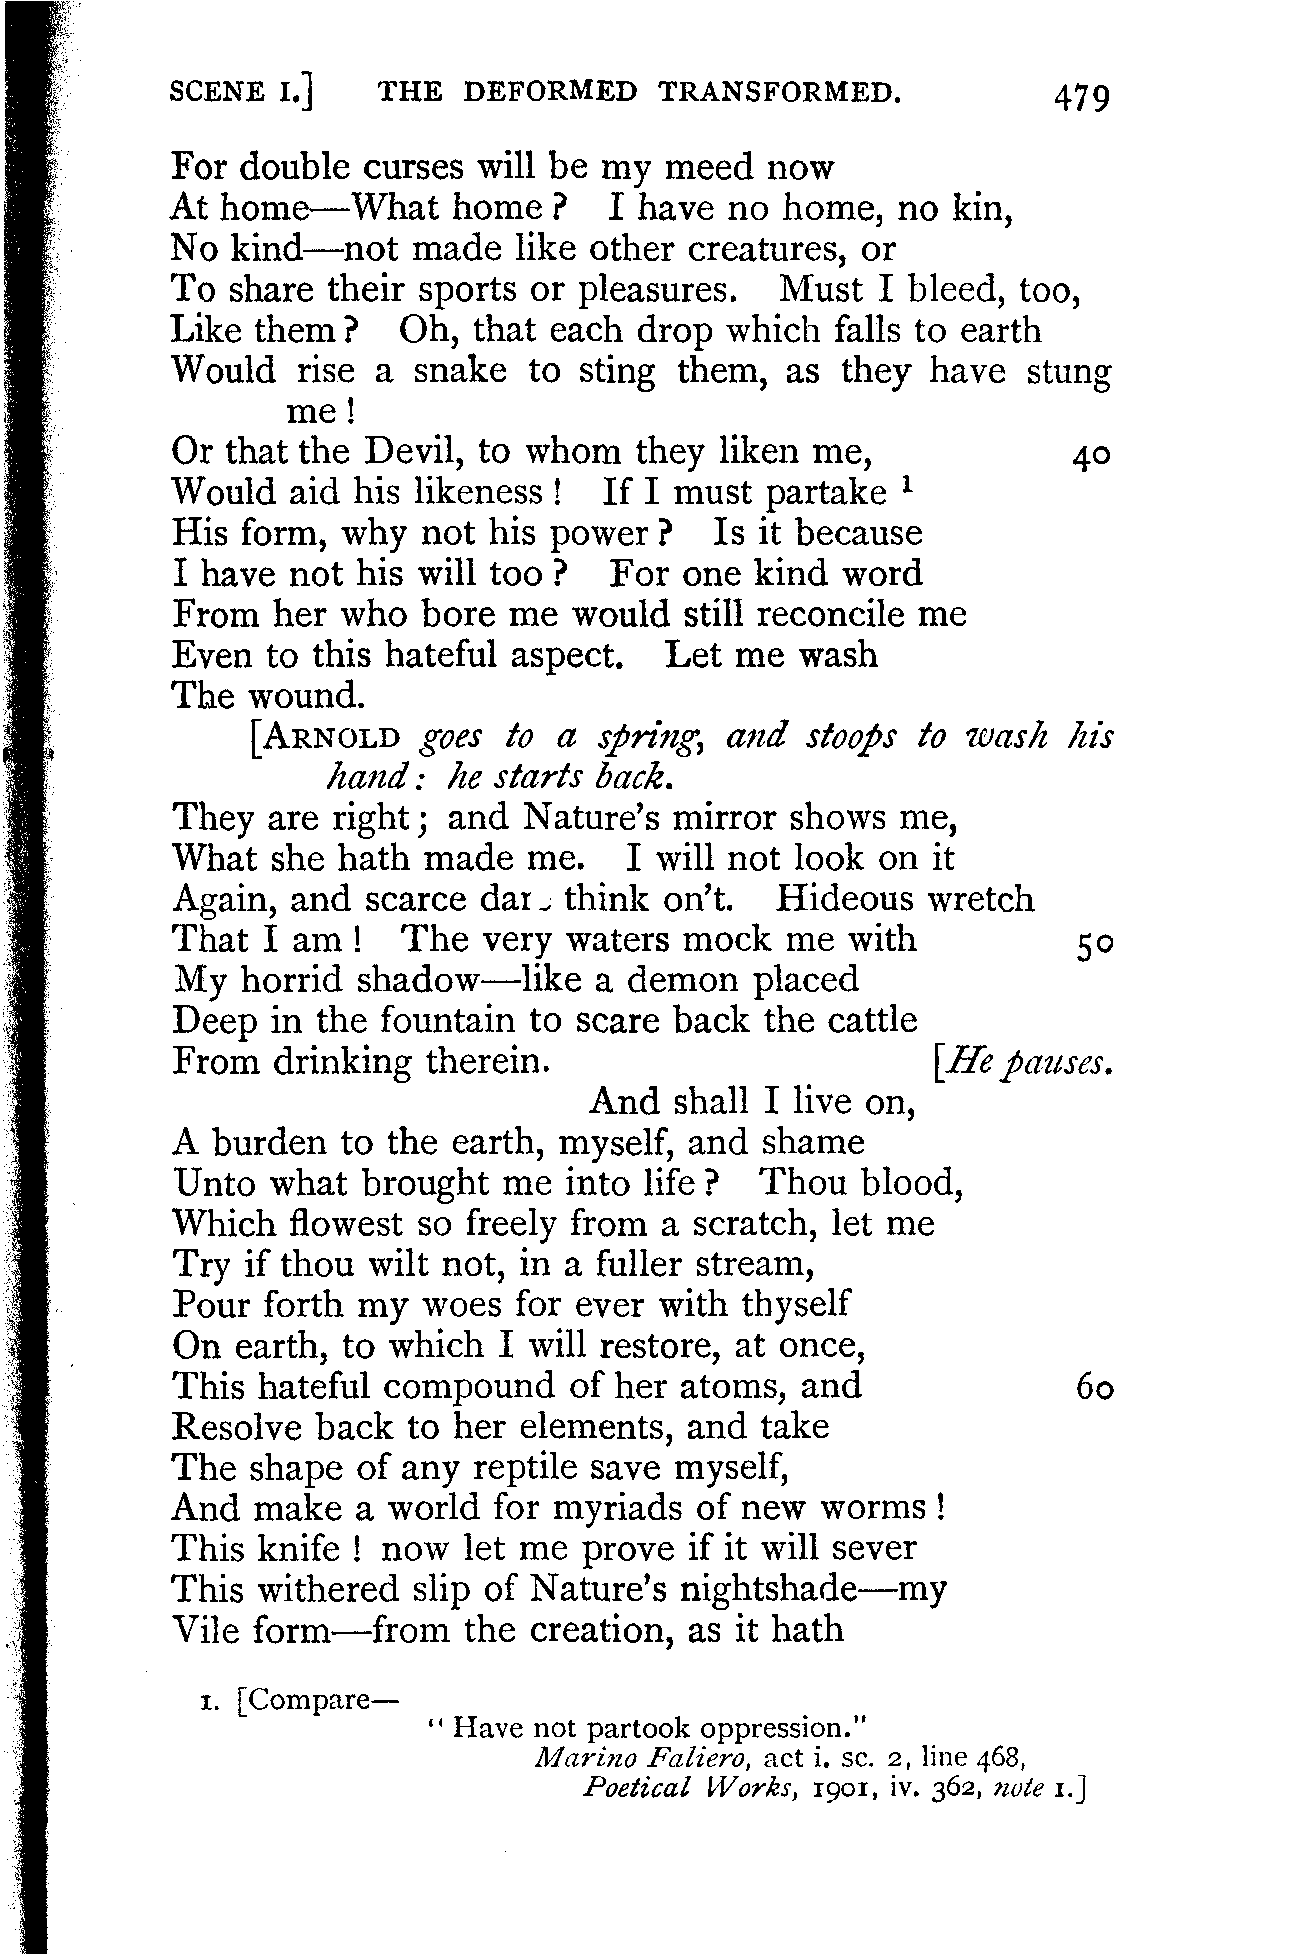 SCENE I.] THE DEFORMED TRANSFORMED. 479
For double curses will be my meed now
At home—What home? I have no home, no kin,
No kind—not made like other creatures, or
To share their sports or pleasures. Must I bleed, too,
Like them? Oh, that each drop which falls to earth
Would rise a snake to sting them, as they have stung
me!
Or that the Devil, to whom they liken me, 40
Would aid his likeness! If I must partake ¹
His form, why not his power? Is it because
I have not his will too? For one kind word
From her who bore me would still reconcile me
Even to this hateful aspect. Let me wash
The wound.
[ARNOLD goes to a spring, and stoops to wash his
hand: he starts back.
They are right; and Nature's mirror shows me,
What she hath made me. I will not look on it
Again, and scarce think on't. Hideous wretch
That I am! The very waters mock me with 50
My horrid shadow—like a demon placed
Deep in the fountain to scare back the cattle
From drinking therein. [He pauses.
And shall I live on,
A burden to the earth, myself, and shame
Unto what brought me into life? Thou blood,
Which flowest so freely from a scratch, let me
Try if thou wilt not, in a fuller stream,
Pour forth my woes for ever with thyself
On earth, to which I will restore, at once,
This hateful compound of her atoms, and 60
Resolve back to her elements, and take
The shape of any reptile save myself,
And make a world for myriads of new worms!
This knife! now let me prove if it will sever
This withered slip of Nature's nightshade—my
Vile form—from the creation, as it hath
1. [Compare—
"Have not partook oppression."
Marino Faliero, act i. sc. 2, line 468,
Poetical Works, 1901, iv. 362, note 1.]